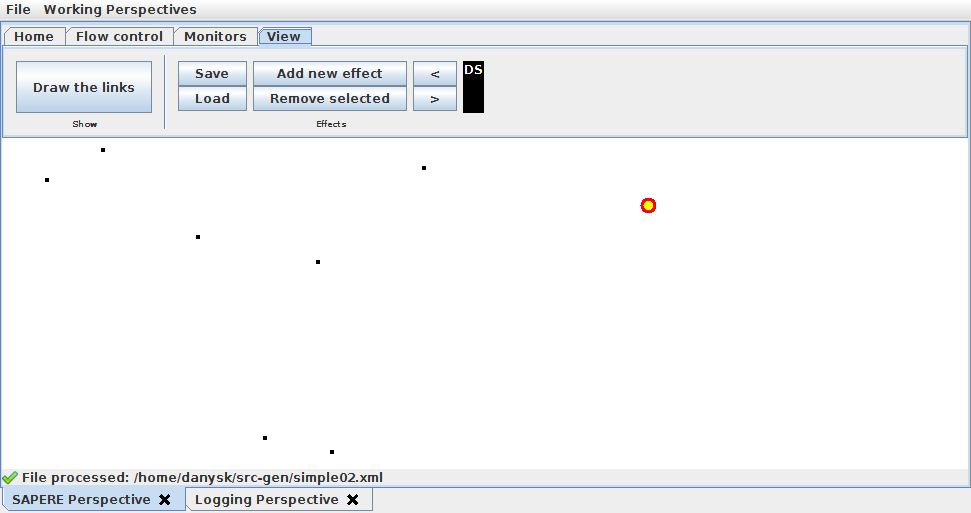 File Working Perspectives
Home Flow control Monitors View
Draw the links
Show
Save Add new effect < DS
Load Remove selected >
Effects
File processed: /home/danysk/src-gen/simple02.xml
SAPERE Perspective Logging Perspective